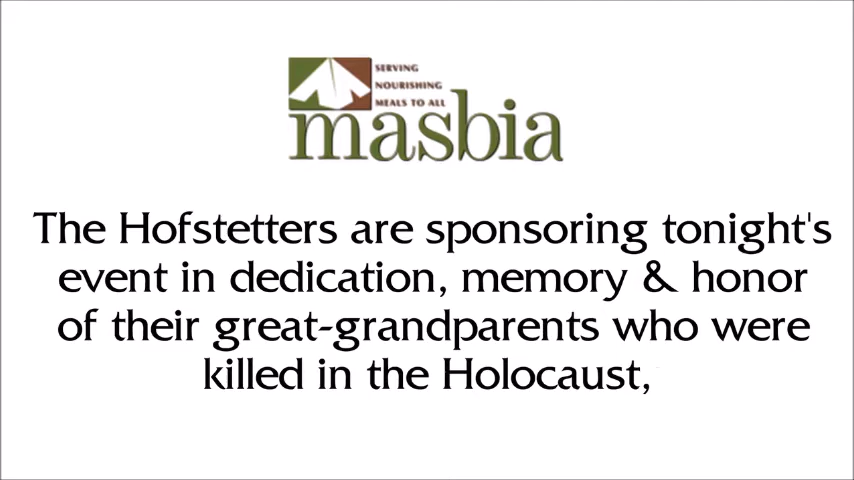 SERVING
NOURISHING
MEALS TO ALL
masbia
The Hofstetters are sponsoring tonight's
event in dedication, memory & honor
of their great-grandparents who were
killed in the Holocaust,